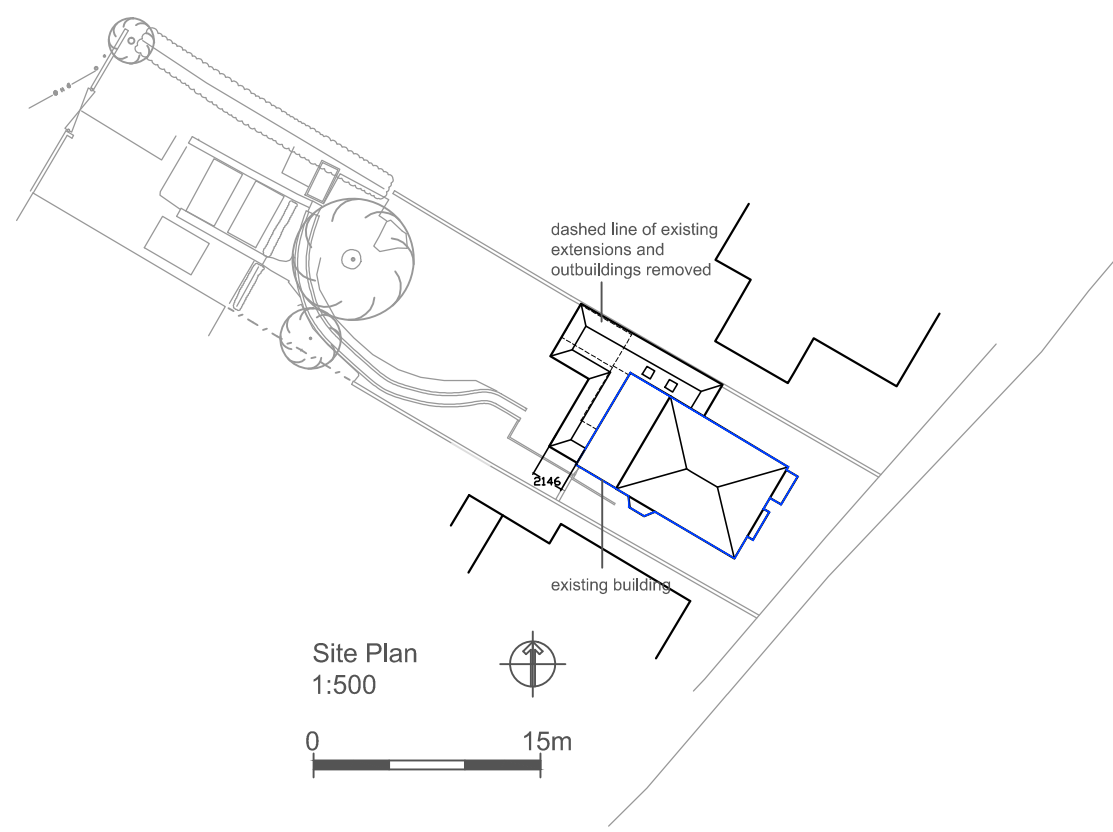 dashed line of existing
extensions and
outbuildings removed
2146
existing building
Site Plan
1:500
0 15m